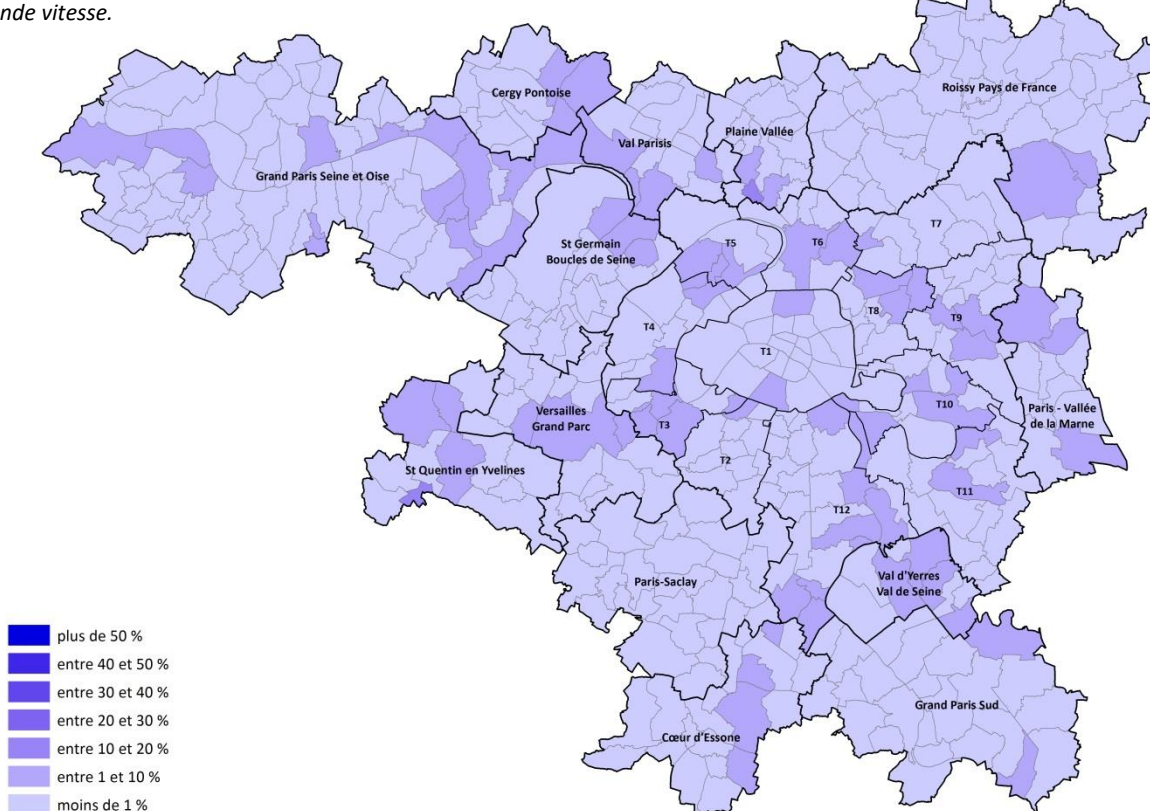 nde vitesse.
Cergy Pontoise
Roissy Pays de France
Plaine Vallée
Val Parisis
Grand Paris Seine et Oise
T7
T5
T6
St Germain
Boucles de Seine
T8
T9
T4
T1
T10
Versailles
Grand Parc
T3
Paris - Vallée
de la Marne
T2
St Quentin en Yvelines
T11
T12
Paris-Saclay
Val d'Yerres
Val de Seine
Grand Paris Sud
Cœur d'Essone
plus de 50 %
entre 40 et 50 %
entre 30 et 40 %
entre 20 et 30 %
entre 10 et 20 %
entre 1 et 10 %
moins de 1 %